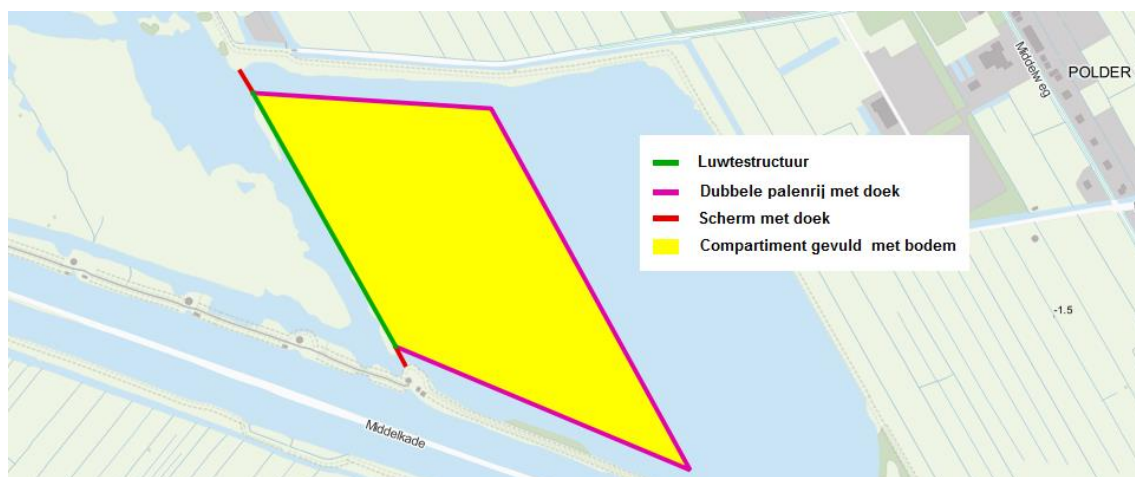 Middelweg
POLDER
Luwtestructuur
Dubbele palenrij met doek
Scherm met doek
Compartiment gevuld met bodem
-1.5
Middelkade